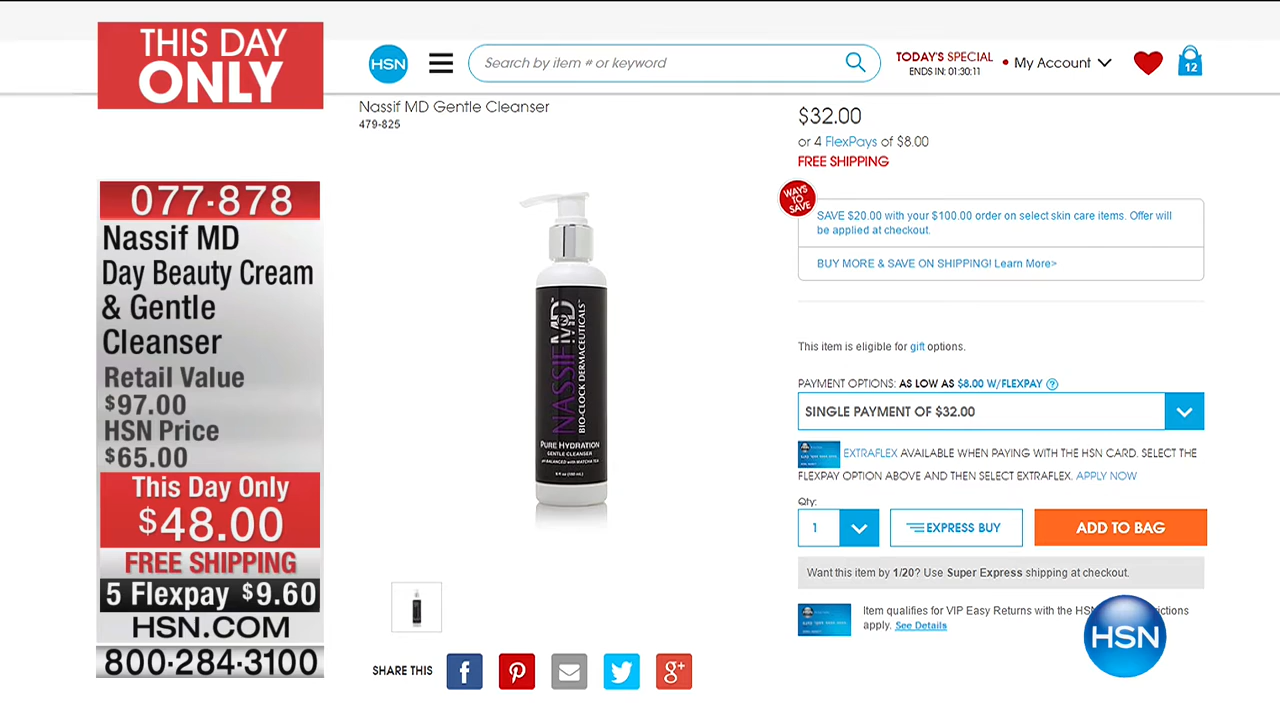 THIS DAY
ONLY
HSN
Search by item # or keyword
TODAY'S SPECIAL
ENDS IN: 01:30:11
My Account
12
Nassif MD Gentle Cleanser
479-825
$32.00
or 4 FlexPays of $8.00
FREE SHIPPING
WAYS
TO
SAVE
SAVE $20.00 with your $100.00 order on select skin care items. Offer will
be applied at checkout.
BUY MORE & SAVE ON SHIPPING! Learn More>
077-878
Nassif MD
Day Beauty Cream
& Gentle
Cleanser
Retail Value
$97.00
HSN Price
$65.00
This Day Only
$48.00
FREE SHIPPING
5 Flexpay $9.60
HSN.COM
800-284-3100
NASSIF MD
BIO-CLOCK DERMACEUTICALS
PURE HYDRATION
GENTLE CLEANSER
pH BALANCED with MATCHA TEA
This item is eligible for gift options.
PAYMENT OPTIONS: AS LOW AS $8.00 W/FLEXPAY ?
SINGLE PAYMENT OF $32.00
EXTRAFLEX AVAILABLE WHEN PAYING WITH THE HSN CARD. SELECT THE
FLEXPAY OPTION ABOVE AND THEN SELECT EXTRAFLEX. APPLY NOW
Qty:
1
EXPRESS BUY
ADD TO BAG
Want this item by 1/20? Use Super Express shipping at checkout.
Item qualifies for VIP Easy Returns with the
apply. See Details
HSN
SHARE THIS
f
g+